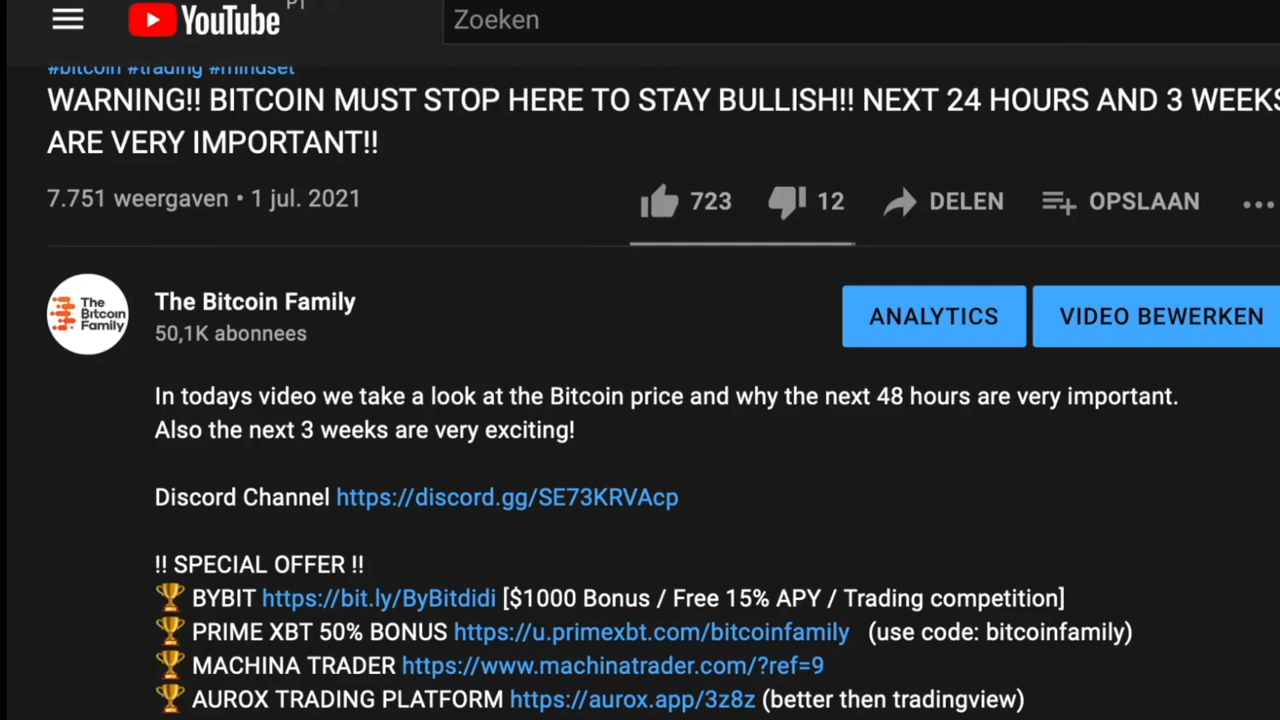 PT
YouTube
Zoeken
#bitcoin #trading #mindset
WARNING!! BITCOIN MUST STOP HERE TO STAY BULLISH!! NEXT 24 HOURS AND 3 WEEKS
ARE VERY IMPORTANT!!
7.751 weergaven • 1 jul. 2021
723 12 DELEN OPSLAAN
The Bitcoin Family
The Bitcoin Family
50,1K abonnees
ANALYTICS VIDEO BEWERKEN
In todays video we take a look at the Bitcoin price and why the next 48 hours are very important.
Also the next 3 weeks are very exciting!
Discord Channel https://discord.gg/SE73KRVAcp
!! SPECIAL OFFER !!
🏆 BYBIT https://bit.ly/ByBitdidi [$1000 Bonus / Free 15% APY / Trading competition]
🏆 PRIME XBT 50% BONUS https://u.primexbt.com/bitcoinfamily (use code: bitcoinfamily)
🏆 MACHINA TRADER https://www.machinatrader.com/?ref=9
🏆 AUROX TRADING PLATFORM https://aurox.app/3z8z (better then tradingview)